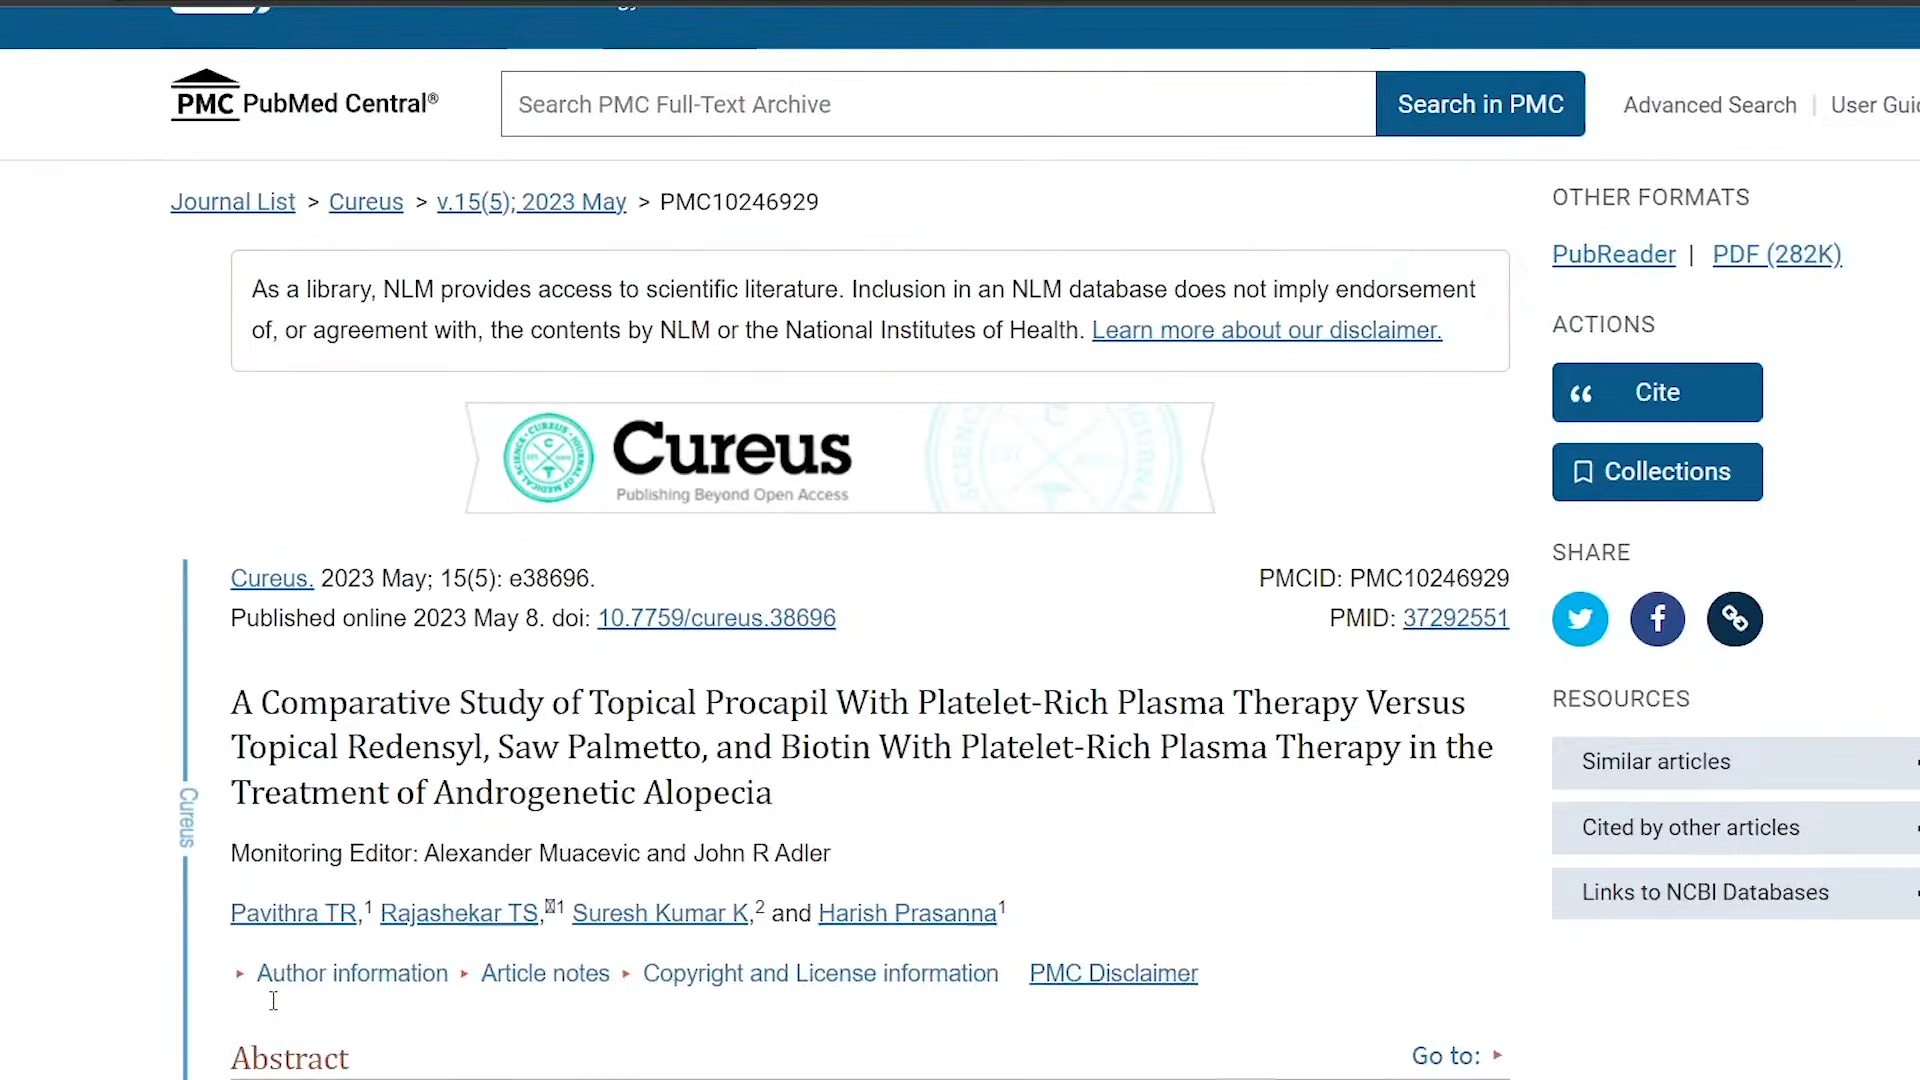 PMC PubMed Central®
Search PMC Full-Text Archive
Search in PMC
Advanced Search | User
Journal List > Cureus > v.15(5); 2023 May > PMC10246929
As a library, NLM provides access to scientific literature. Inclusion in an NLM database does not imply endorsement
of, or agreement with, the contents by NLM or the National Institutes of Health. Learn more about our disclaimer.
Cureus
Publishing Beyond Open Access
Cureus. 2023 May; 15(5): e38696.
PMCID: PMC10246929
Published online 2023 May 8. doi: 10.7759/cureus.38696
PMID: 37292551
A Comparative Study of Topical Procapil With Platelet-Rich Plasma Therapy Versus
Topical Redensyl, Saw Palmetto, and Biotin With Platelet-Rich Plasma Therapy in the
Treatment of Androgenetic Alopecia
Monitoring Editor: Alexander Muacevic and John R Adler
Pavithra TR,1 Rajashekar TS,1 Suresh Kumar K,2 and Harish Prasanna1
Author information Article notes Copyright and License information PMC Disclaimer
Abstract
Go to:
Cureus
OTHER FORMATS
PubReader | PDF (282K)
ACTIONS
Cite
Collections
SHARE
RESOURCES
Similar articles
Cited by other articles
Links to NCBI Databases